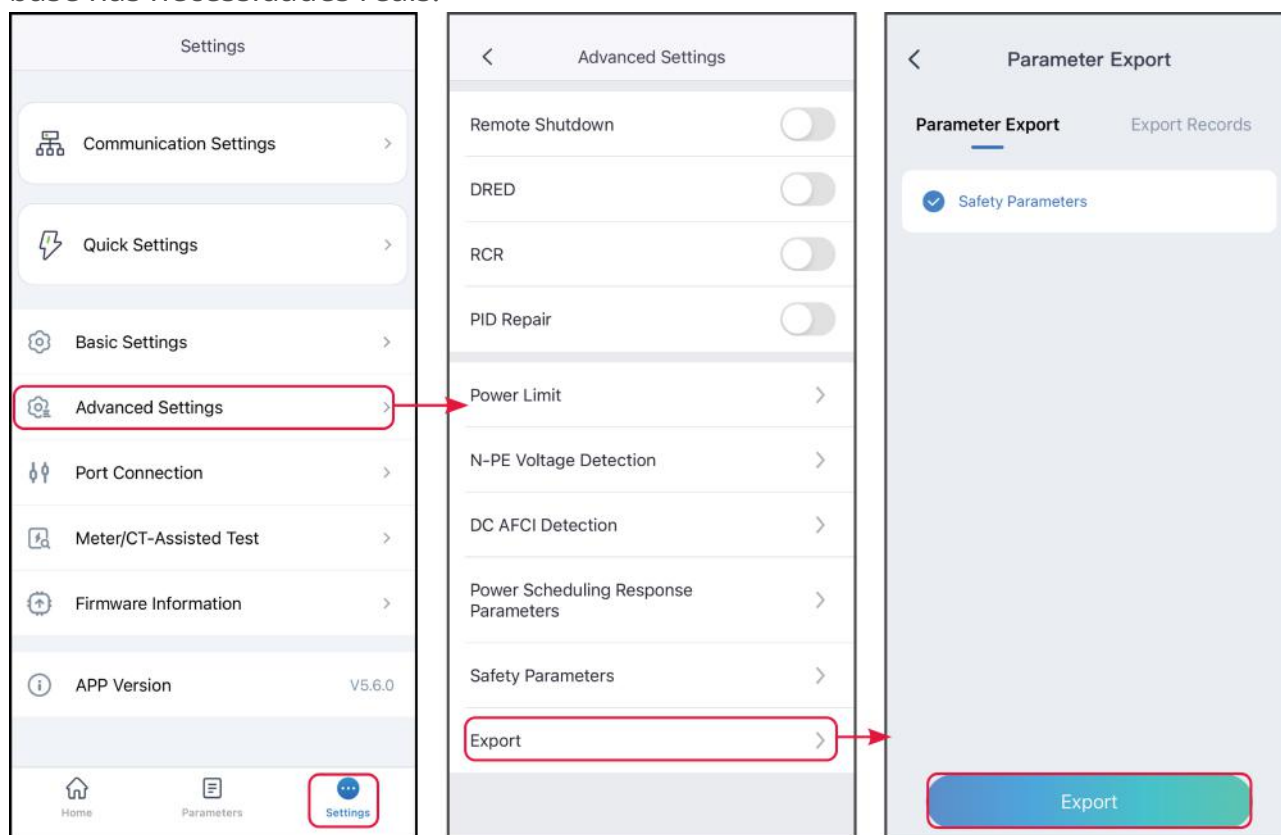 Settings
Communication Settings
Quick Settings
Basic Settings
Advanced Settings
Port Connection
Meter/CT-Assisted Test
Firmware Information
APP Version V5.6.0
Home Parameters Settings
Advanced Settings
Remote Shutdown
DRED
RCR
PID Repair
Power Limit
N-PE Voltage Detection
DC AFCI Detection
Power Scheduling Response
Parameters
Safety Parameters
Export
Parameter Export
Parameter Export Export Records
Safety Parameters
Export